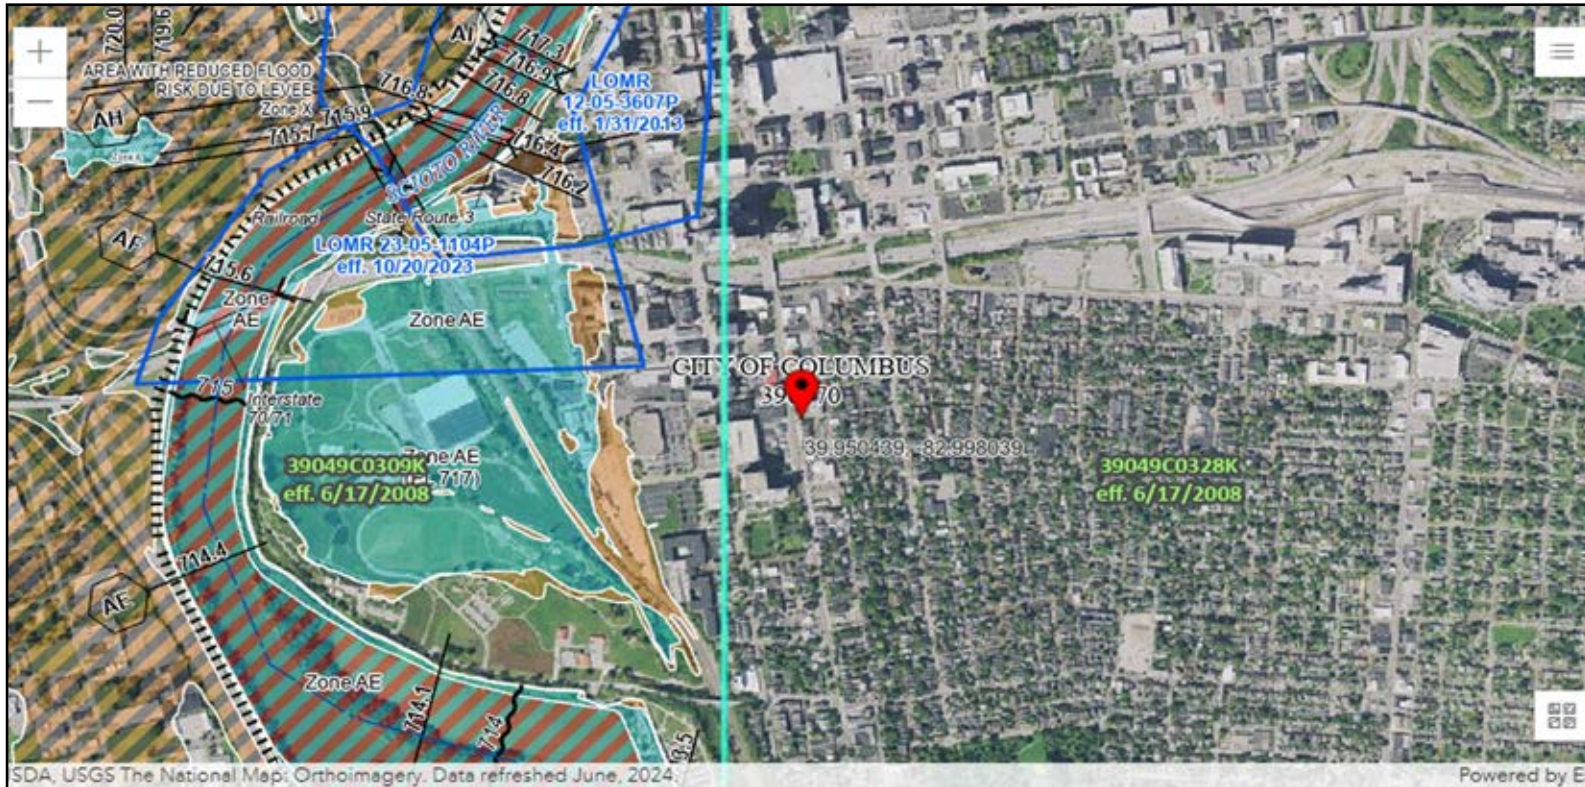 720.0
719.6
AREA WITH REDUCED FLOOD
RISK DUE TO LEVEE
Zone X
AH
715.7
715.9
716.8
717.3
716.9
716.8
716.4
716.2
LOMR
12-05-3607P
eff. 1/31/2013
SCIOTO RIVER
Railroad
State Route 3
LOMR 23-05-1104P
eff. 10/20/2023
715.6
Zone
AE
Zone AE
CITY OF COLUMBUS
715
Interstate
70/71
39.950439, -82.998039
Zone AE
(EL 717)
39049C0309K
eff. 6/17/2008
39049C0328K
eff. 6/17/2008
714.4
Zone AE
714.1
714
SDA, USGS The National Map: Orthoimagery. Data refreshed June, 2024.
Powered by E